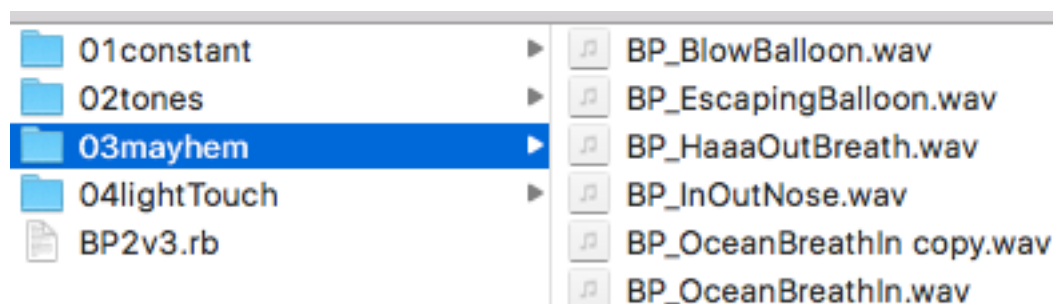 01constant
02tones
03mayhem
04lightTouch
BP2v3.rb
BP_BlowBalloon.wav
BP_EscapingBalloon.wav
BP_HaaaOutBreath.wav
BP_InOutNose.wav
BP_OceanBreathIn copy.wav
BP_OceanBreathIn.wav